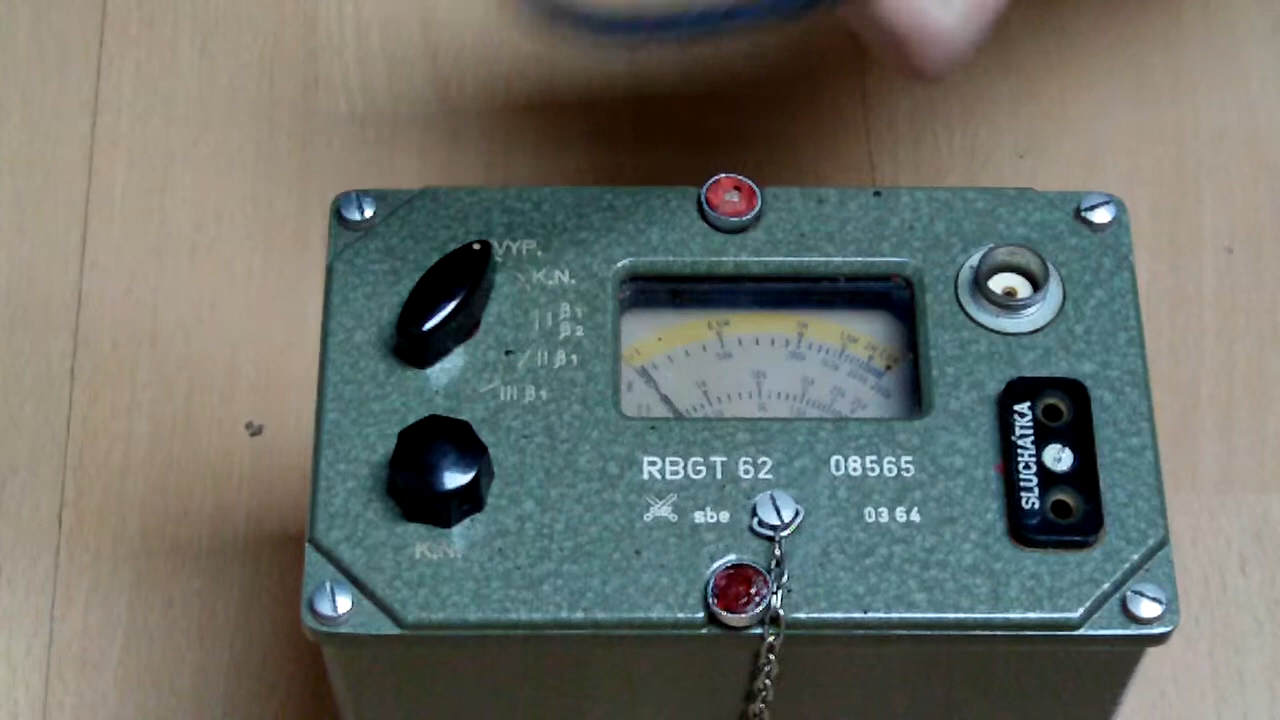 VYP.
K.N.
I β1
β2
II β1
III β1
K.N.
RBGT 62 08565
sbe 03 64
SLUCHÁTKA